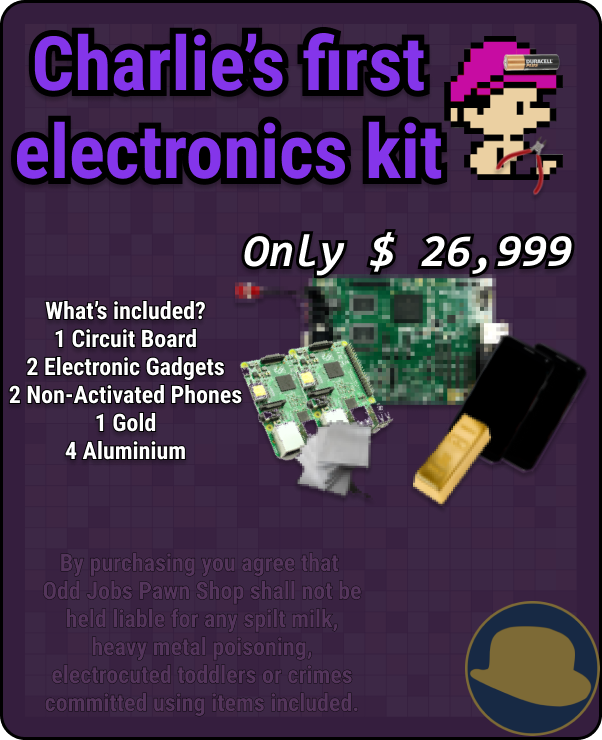 Charlie's first
electronics kit
DURACELL
Only $ 26,999
What's included?
1 Circuit Board
2 Electronic Gadgets
2 Non-Activated Phones
1 Gold
4 Aluminium
By purchasing you agree that
Odd Jobs Pawn Shop shall not be
held liable for any spilt milk,
heavy metal poisoning,
electrocuted toddlers or crimes
committed using items included.